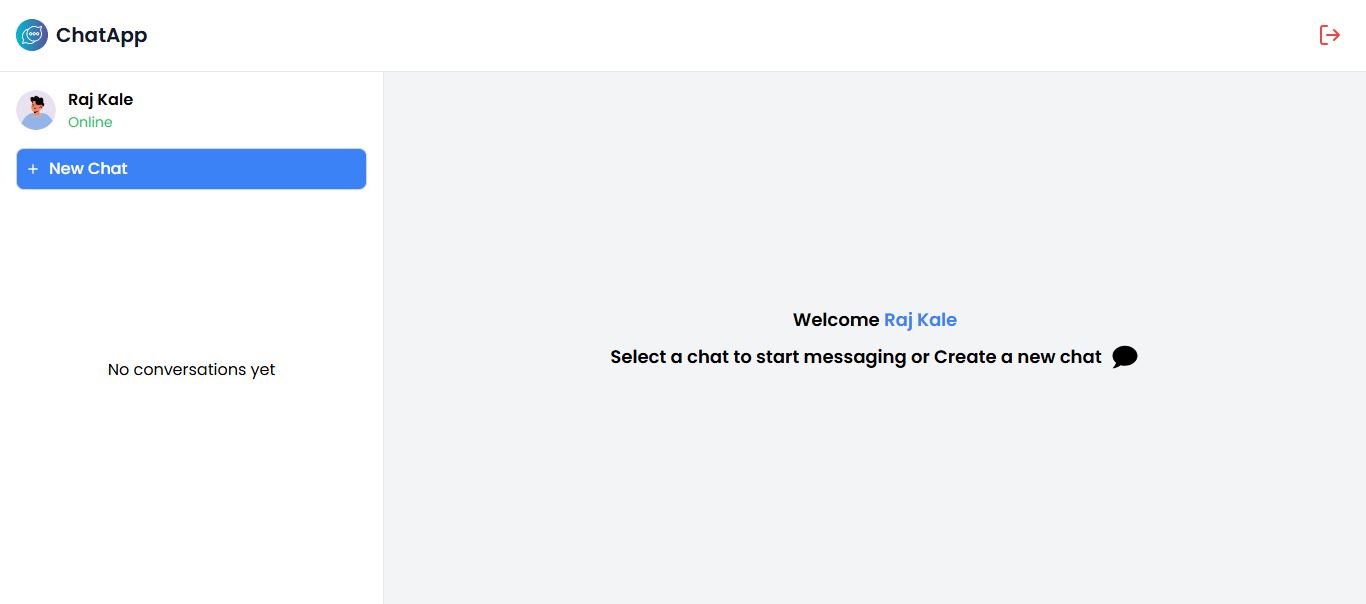 ChatApp
Raj Kale
Online
+ New Chat
No conversations yet
Welcome Raj Kale
Select a chat to start messaging or Create a new chat